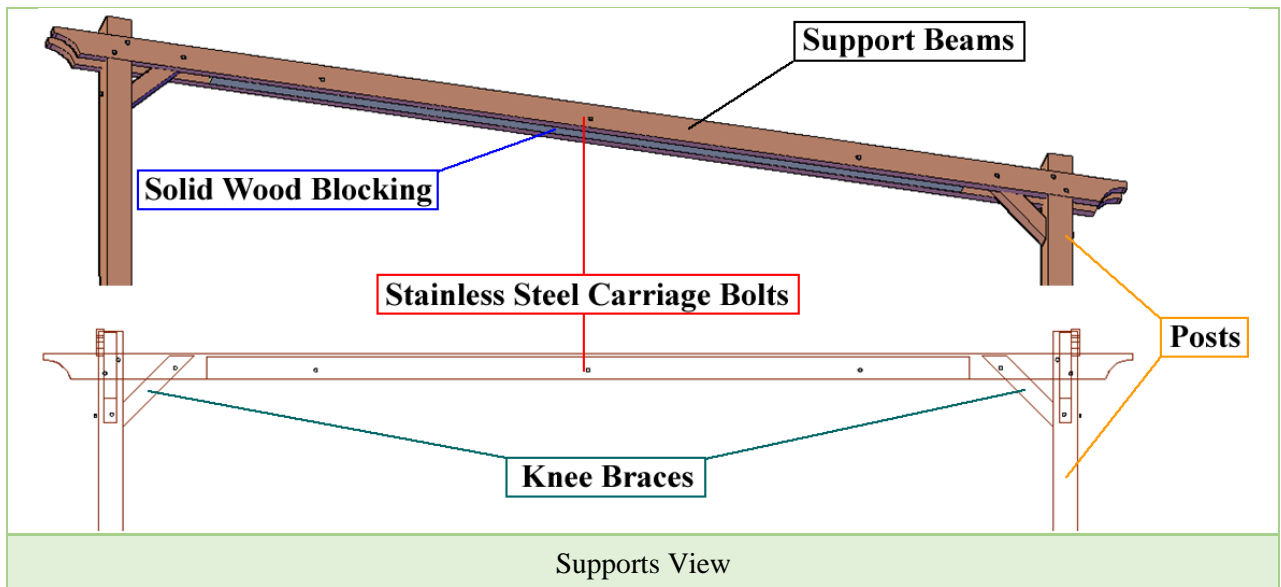 Support Beams
Solid Wood Blocking
Stainless Steel Carriage Bolts
Posts
Knee Braces
Supports View